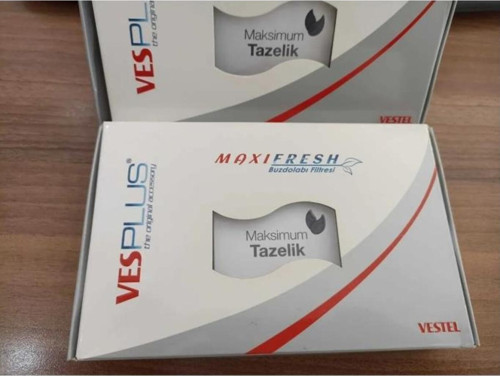 VESPL
the original
Maksimum
Tazelik
VESTEL
VESPLUS®
the original accessory
MAXIFRESH
Buzdolabı Filtresi
Maksimum
Tazelik
VESTEL